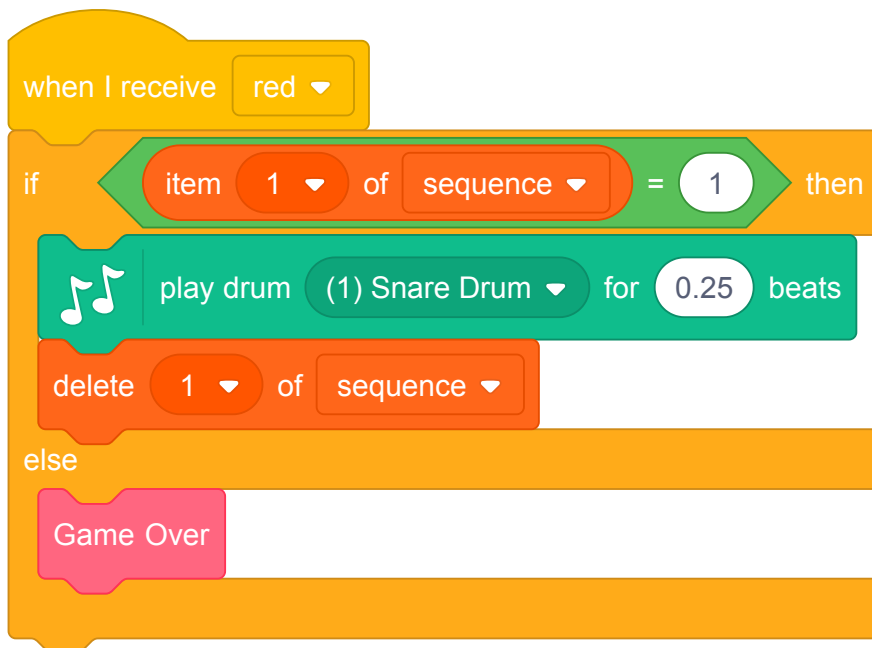 when I receive red
if item 1 of sequence = 1 then
play drum (1) Snare Drum for 0.25 beats
delete 1 of sequence
else
Game Over